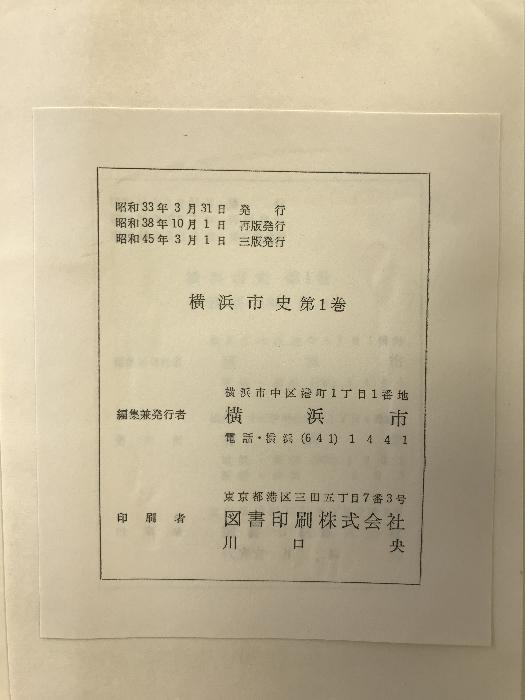 昭和33年3月31日 発行
昭和38年10月1日 再版発行
昭和45年3月1日 三版発行
横浜市史 第1巻
横浜市中区港町1丁目1番地
編集兼発行者 横浜市
電話・横浜(641)1441
東京都港区三田五丁目7番3号
印刷者 図書印刷株式会社
川口央